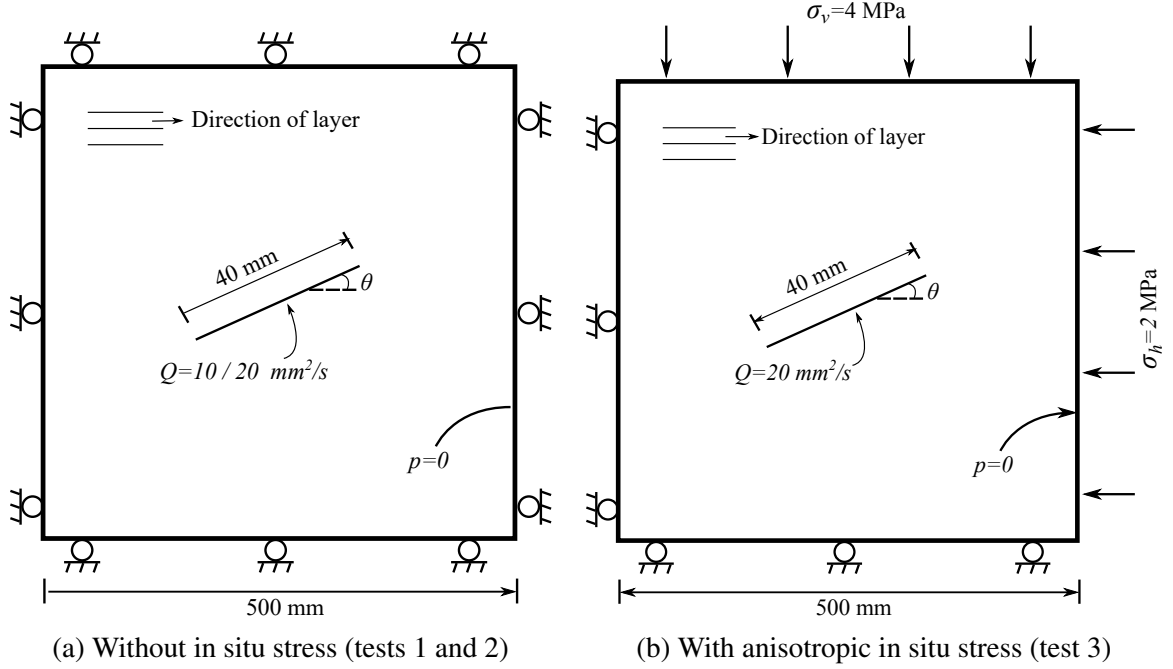 Direction of layer
40 mm
θ
Q=10 / 20 mm²/s
p=0
500 mm
(a) Without in situ stress (tests 1 and 2)
σv=4 MPa
Direction of layer
40 mm
θ
Q=20 mm²/s
p=0
σh=2 MPa
500 mm
(b) With anisotropic in situ stress (test 3)